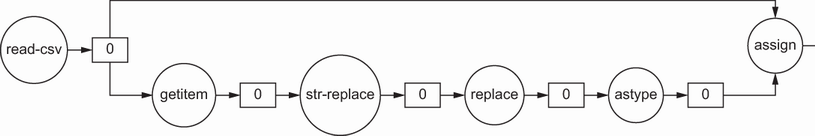 read-csv
0
getitem
0
str-replace
0
replace
0
astype
0
assign